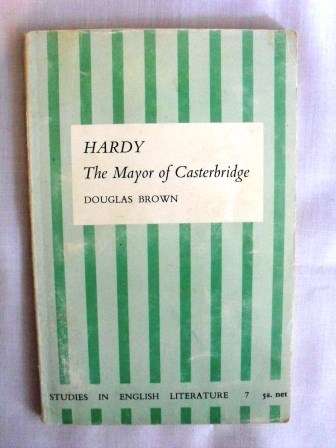 HARDY
The Mayor of Casterbridge
DOUGLAS BROWN
STUDIES IN ENGLISH LITERATURE 7 5s. net